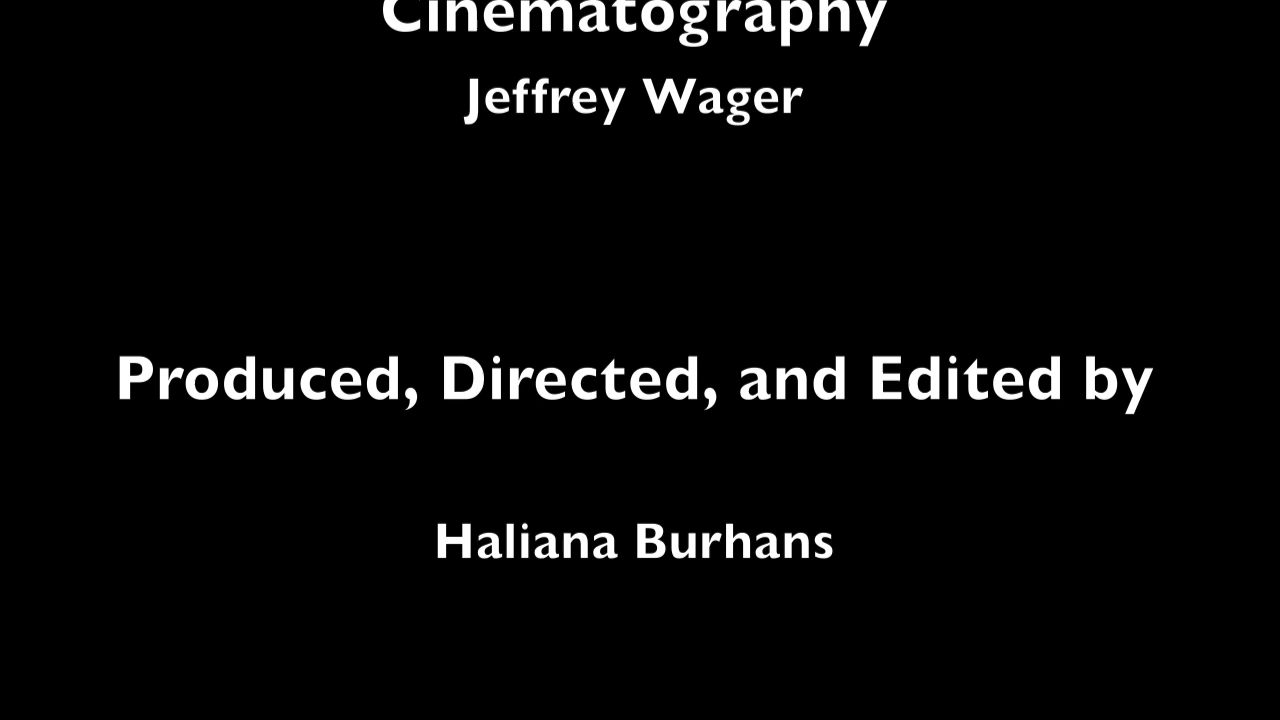 Cinematography
Jeffrey Wager
Produced, Directed, and Edited by
Haliana Burhans